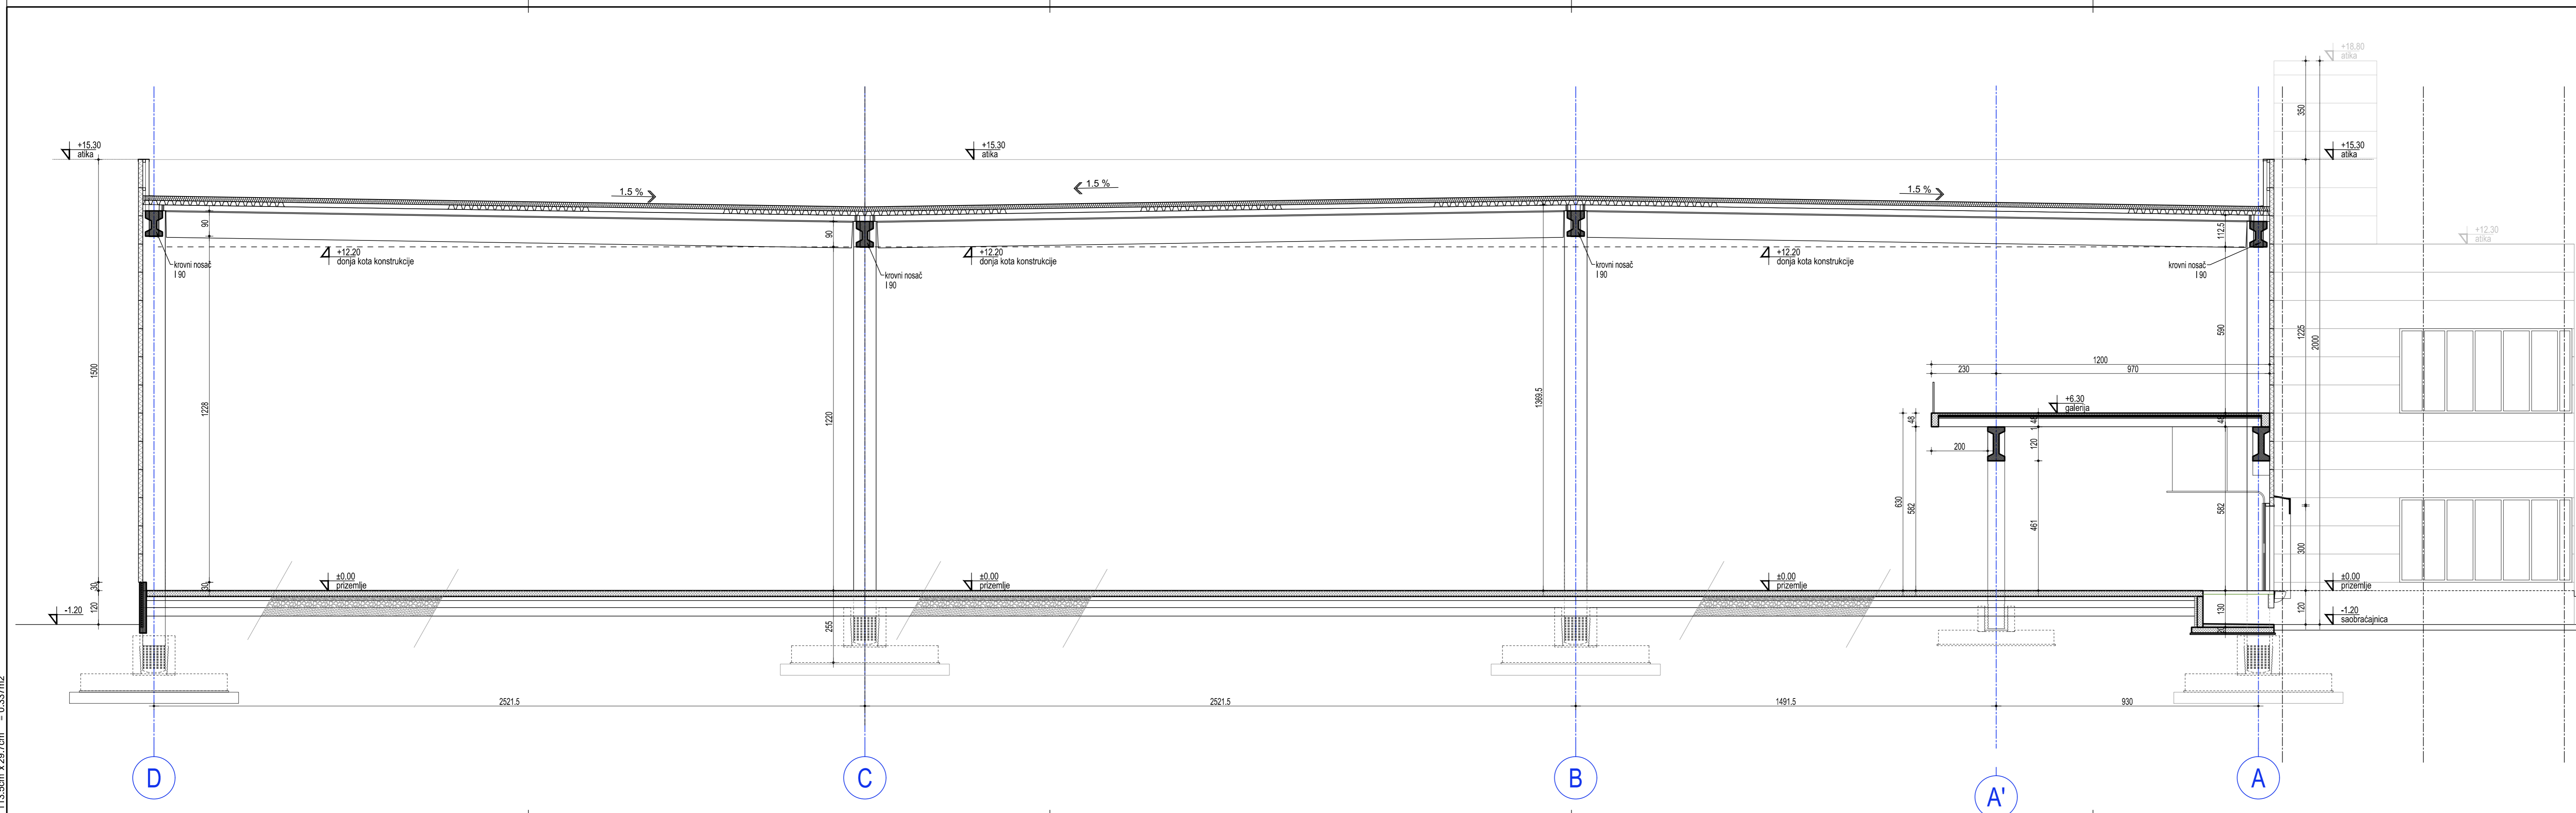 +18.80
atika
350
+15.30
atika
+15.30
atika
+15.30
atika
1.5 %
1.5 %
1.5 %
90
90
112.5
+12.30
atika
+12.20
donja kota konstrukcije
+12.20
donja kota konstrukcije
+12.20
donja kota konstrukcije
krovni nosač
I 90
krovni nosač
I 90
krovni nosač
I 90
krovni nosač
I 90
1500
1228
1220
1369.5
590
1225
2000
1200
230
970
+6.30
galerija
48
48
48
120
200
630
582
461
582
300
30
30
±0.00
prizemlje
±0.00
prizemlje
±0.00
prizemlje
±0.00
prizemlje
-1.20
120
255
130
20
120
-1.20
saobraćajnica
2521.5
2521.5
1491.5
930
D
C
B
A'
A